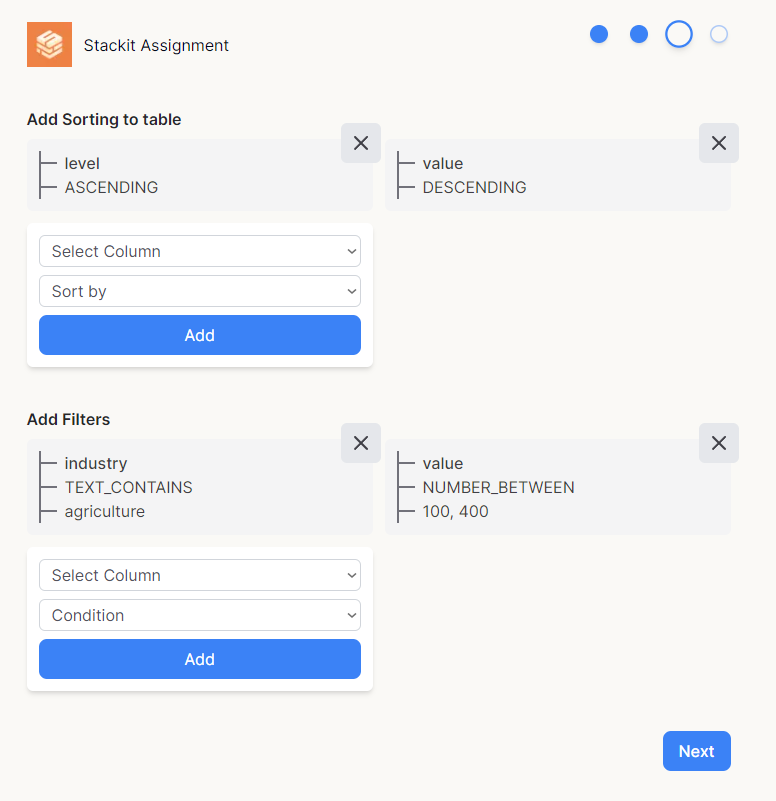 Stackit Assignment
Add Sorting to table
level
ASCENDING
value
DESCENDING
Select Column
Sort by
Add
Add Filters
industry
TEXT_CONTAINS
agriculture
value
NUMBER_BETWEEN
100, 400
Select Column
Condition
Add
Next